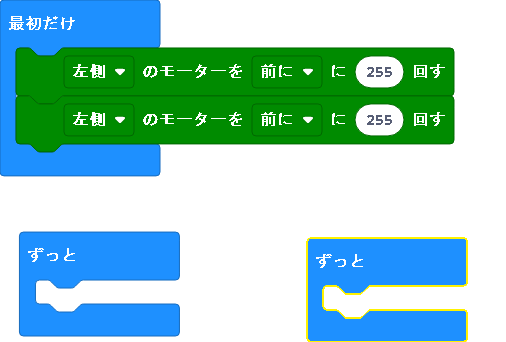 最初だけ
左側 のモーターを 前に に 255 回す
左側 のモーターを 前に に 255 回す
ずっと
ずっと